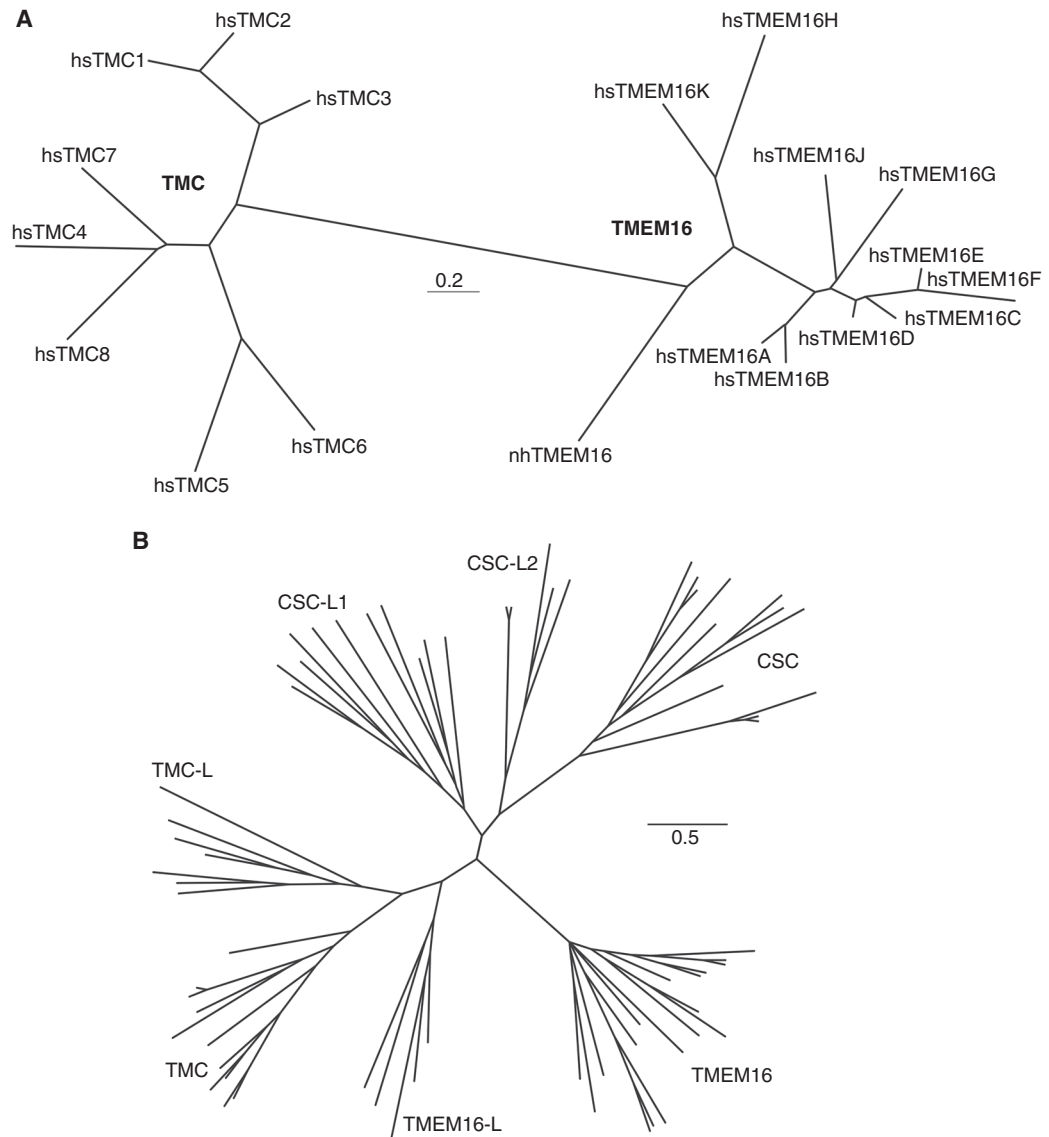 A
hsTMC2
hsTMEM16H
hsTMC1
hsTMC3
hsTMEM16K
hsTMC7
hsTMEM16J
hsTMEM16G
TMC
TMEM16
hsTMC4
hsTMEM16E
0.2
hsTMEM16F
hsTMEM16C
hsTMEM16D
hsTMC8
hsTMEM16A
hsTMEM16B
hsTMC6
nhTMEM16
hsTMC5
B
CSC-L2
CSC-L1
CSC
TMC-L
0.5
TMC
TMEM16
TMEM16-L